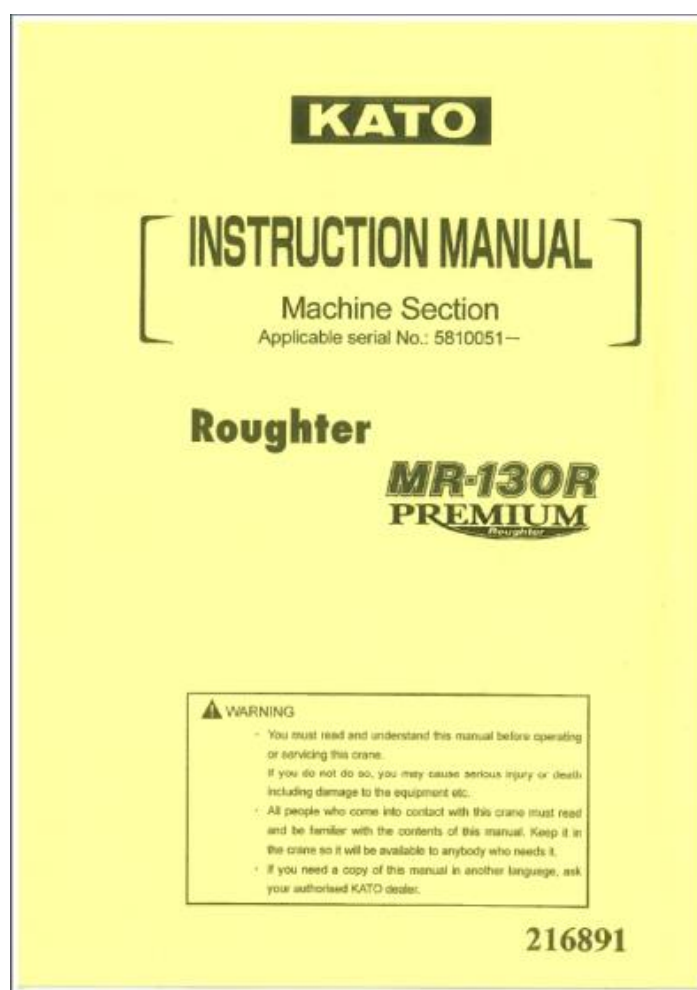 KATO
INSTRUCTION MANUAL
Machine Section
Applicable serial No.: 5810051—
Roughter
MR-130R
PREMIUM
Roughter
WARNING
· You must read and understand this manual before operating
or servicing this crane.
If you do not do so, you may cause serious injury or death
including damage to the equipment etc.
· All people who come into contact with this crane must read
and be familiar with the contents of this manual. Keep it in
the crane so it will be available to anybody who needs it.
· If you need a copy of this manual in another language, ask
your authorised KATO dealer.
216891